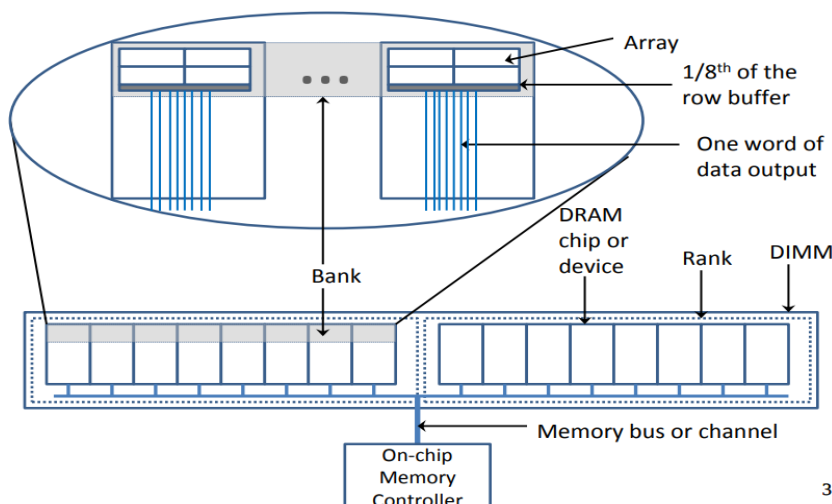 Array
1/8th of the
row buffer
One word of
data output
DRAM
chip or
device
Bank
Rank
DIMM
Memory bus or channel
On-chip
Memory
Controller
3